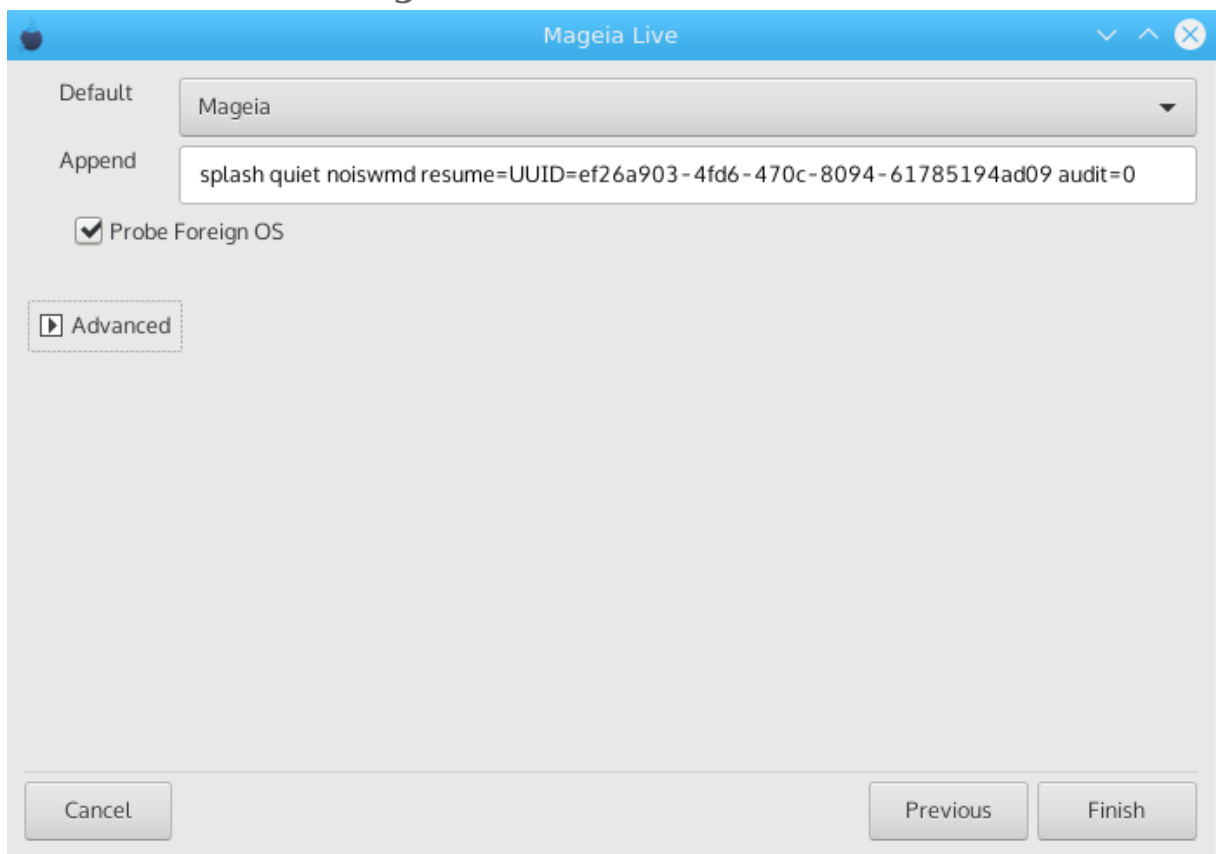 Mageia Live
Default
Mageia
Append
splash quiet noiswmd resume=UUID=ef26a903-4fd6-470c-8094-61785194ad09 audit=0
Probe Foreign OS
Advanced
Cancel
Previous
Finish